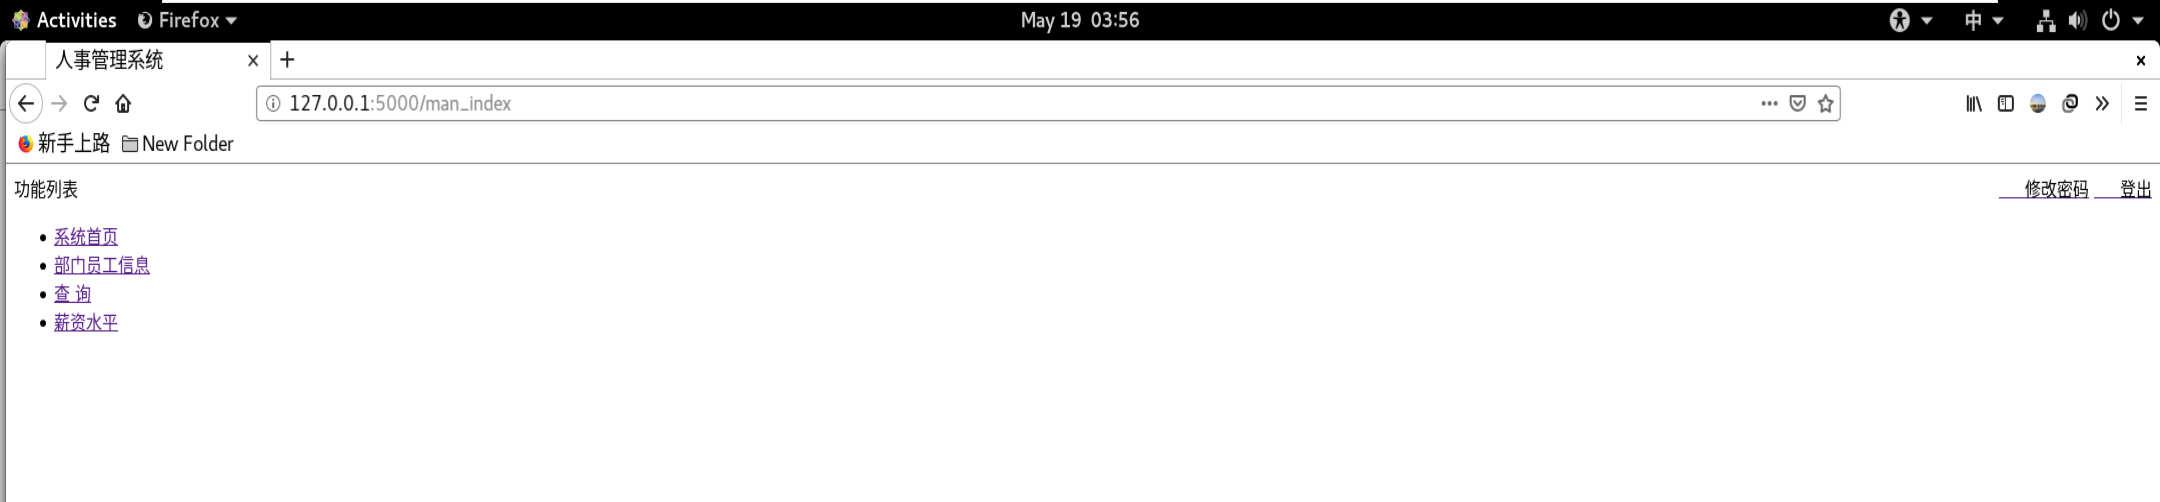 Activities Firefox May 19 03:56 中
人事管理系统
127.0.0.1:5000/man_index
新手上路 New Folder
功能列表 修改密码 登出
系统首页
部门员工信息
查 询
薪资水平